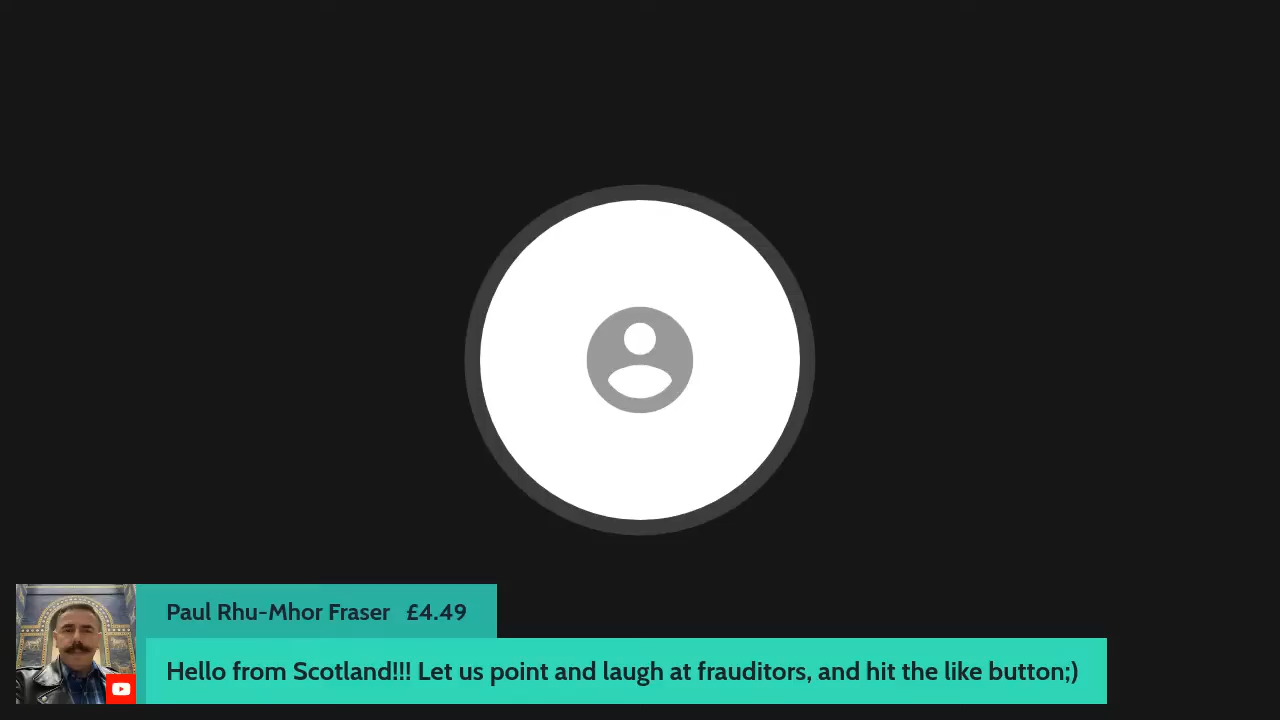 Paul Rhu-Mhor Fraser £4.49
Hello from Scotland!!! Let us point and laugh at frauditors, and hit the like button;)